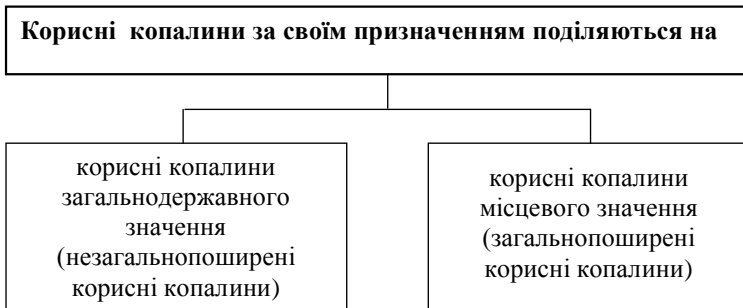 Корисні копалини за своїм призначенням поділяються на
корисні копалини
загальнодержавного
значення
(незагальнопоширені
корисні копалини)
корисні копалини
місцевого значення
(загальнопоширені
корисні копалини)